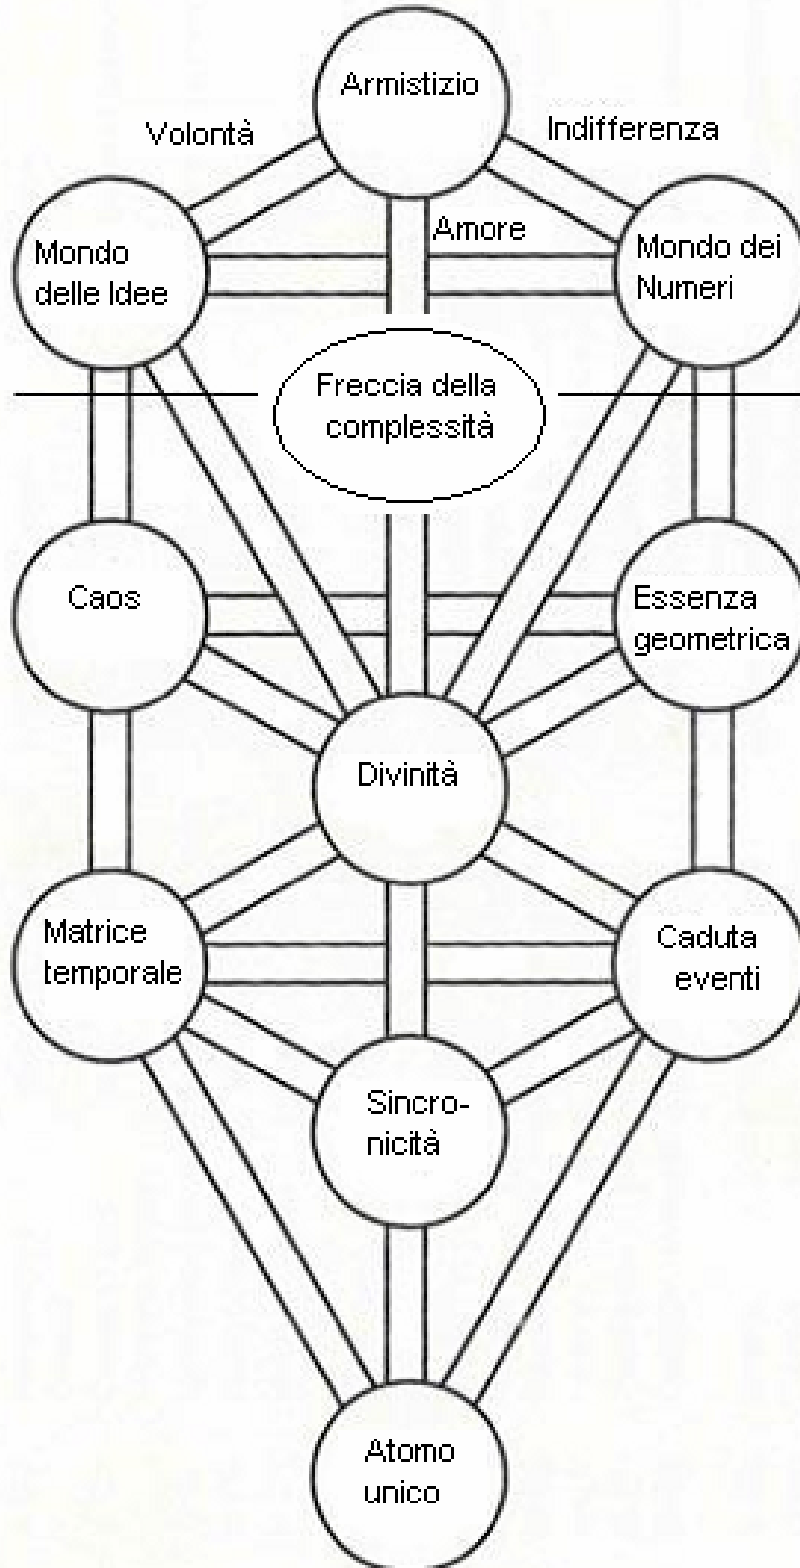 Armistizio
Volontà
Indifferenza
Amore
Mondo
delle Idee
Mondo dei
Numeri
Freccia della
complessità
Caos
Essenza
geometrica
Divinità
Matrice
temporale
Caduta
eventi
Sincro-
nicità
Atomo
unico